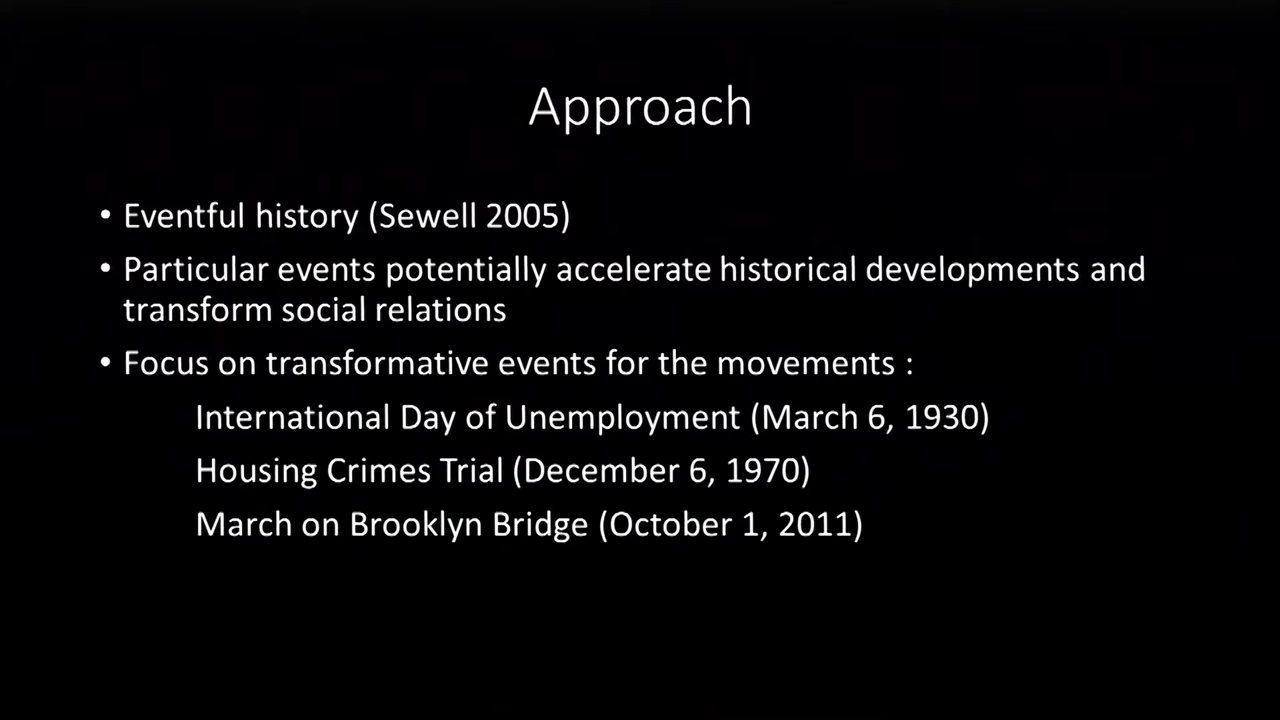 Approach
• Eventful history (Sewell 2005)
• Particular events potentially accelerate historical developments and
transform social relations
• Focus on transformative events for the movements :
International Day of Unemployment (March 6, 1930)
Housing Crimes Trial (December 6, 1970)
March on Brooklyn Bridge (October 1, 2011)